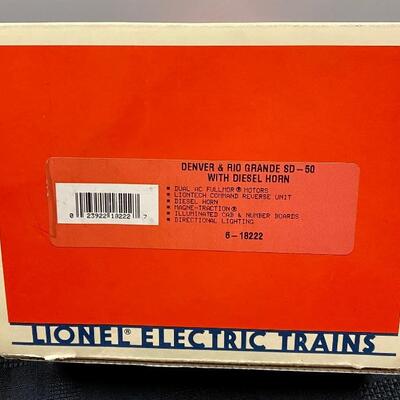 DENVER & RIO GRANDE SD-50
WITH DIESEL HORN
▪ DUAL AC FULLMOR® MOTORS
▪ LIONTECH COMMAND REVERSE UNIT
▪ DIESEL HORN
▪ MAGNE-TRACTION®
▪ ILLUMINATED CAB & NUMBER BOARDS
▪ DIRECTIONAL LIGHTING
6-18222
0 23922 18222 7
LIONEL® ELECTRIC TRAINS